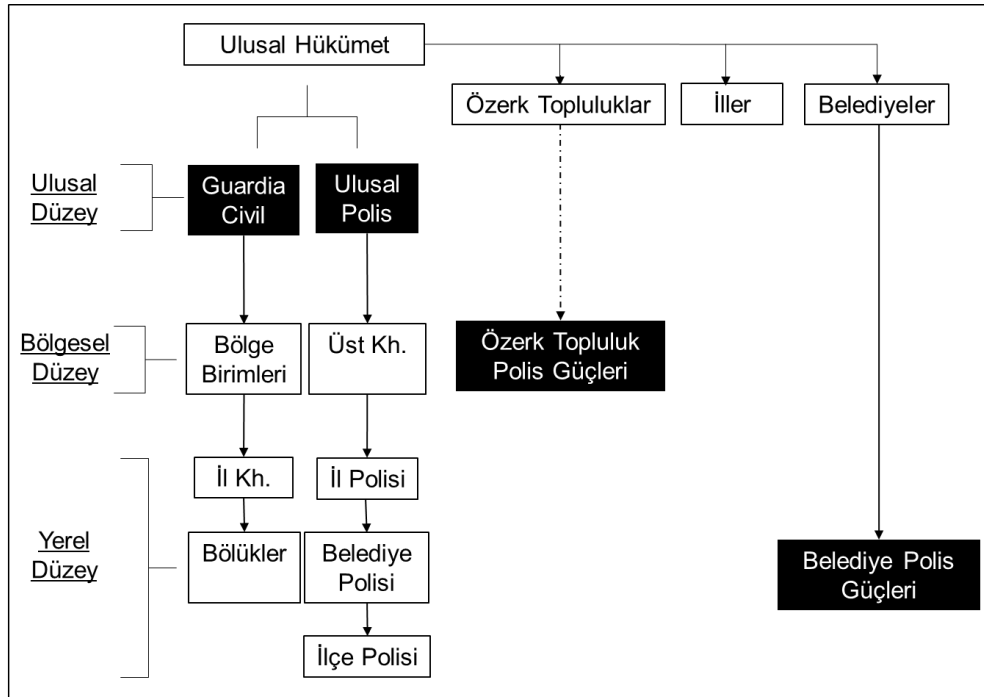 Ulusal Hükümet
Özerk Topluluklar
İller
Belediyeler
Ulusal
Düzey
Guardia
Civil
Ulusal
Polis
Bölgesel
Düzey
Bölge
Birimleri
Üst Kh.
Özerk Topluluk
Polis Güçleri
Yerel
Düzey
İl Kh.
İl Polisi
Bölükler
Belediye
Polisi
İlçe Polisi
Belediye Polis
Güçleri